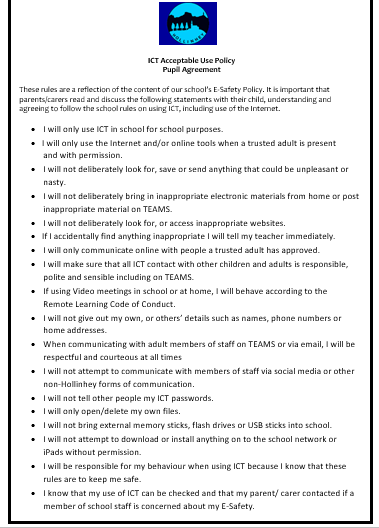 HOLLINHEY
ICT Acceptable Use Policy
Pupil Agreement
These rules are a reflection of the content of our school's E-Safety Policy. It is important that
parents/carers read and discuss the following statements with their child, understanding and
agreeing to follow the school rules on using ICT, including use of the Internet.
• I will only use ICT in school for school purposes.
• I will only use the Internet and/or online tools when a trusted adult is present
and with permission.
• I will not deliberately look for, save or send anything that could be unpleasant or
nasty.
• I will not deliberately bring in inappropriate electronic materials from home or post
inappropriate material on TEAMS.
• I will not deliberately look for, or access inappropriate websites.
• If I accidentally find anything inappropriate I will tell my teacher immediately.
• I will only communicate online with people a trusted adult has approved.
• I will make sure that all ICT contact with other children and adults is responsible,
polite and sensible including on TEAMS.
• If using Video meetings in school or at home, I will behave according to the
Remote Learning Code of Conduct.
• I will not give out my own, or others' details such as names, phone numbers or
home addresses.
• When communicating with adult members of staff on TEAMS or via email, I will be
respectful and courteous at all times
• I will not attempt to communicate with members of staff via social media or other
non-Hollinhey forms of communication.
• I will not tell other people my ICT passwords.
• I will only open/delete my own files.
• I will not bring external memory sticks, flash drives or USB sticks into school.
• I will not attempt to download or install anything on to the school network or
iPads without permission.
• I will be responsible for my behaviour when using ICT because I know that these
rules are to keep me safe.
• I know that my use of ICT can be checked and that my parent/ carer contacted if a
member of school staff is concerned about my E-Safety.